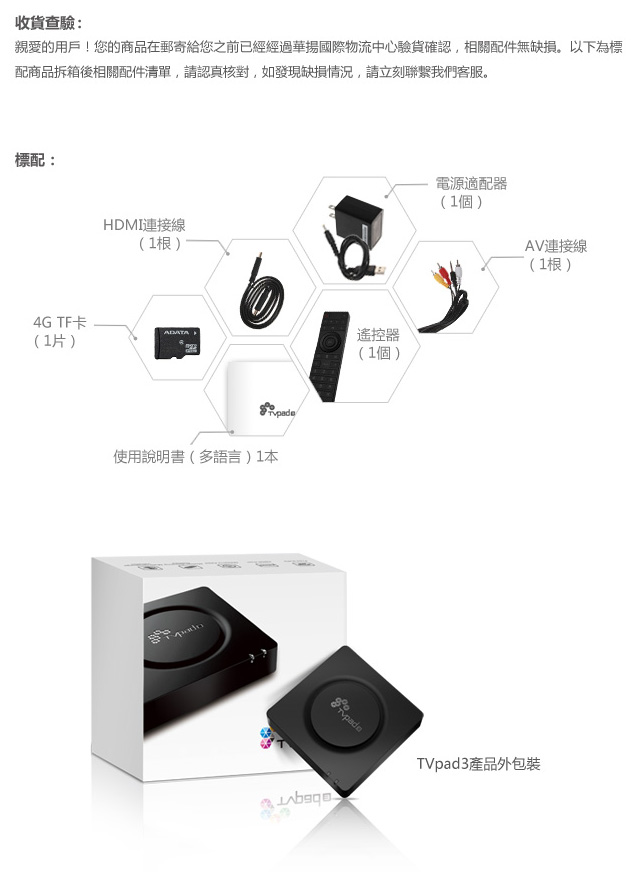 收貨查驗：
親愛的用戶！您的商品在郵寄給您之前已經經過華揚國際物流中心驗貨確認，相關配件無缺損。以下為標
配商品拆箱後相關配件清單，請認真核對，如發現缺損情況，請立刻聯繫我們客服。
標配：
電源適配器
（1個）
HDMI連接線
（1根）
AV連接線
（1根）
4G TF卡
（1片）
ADATA
遙控器
（1個）
TVpad
使用說明書（多語言）1本
TVpad
TVpad
TVpad3產品外包裝